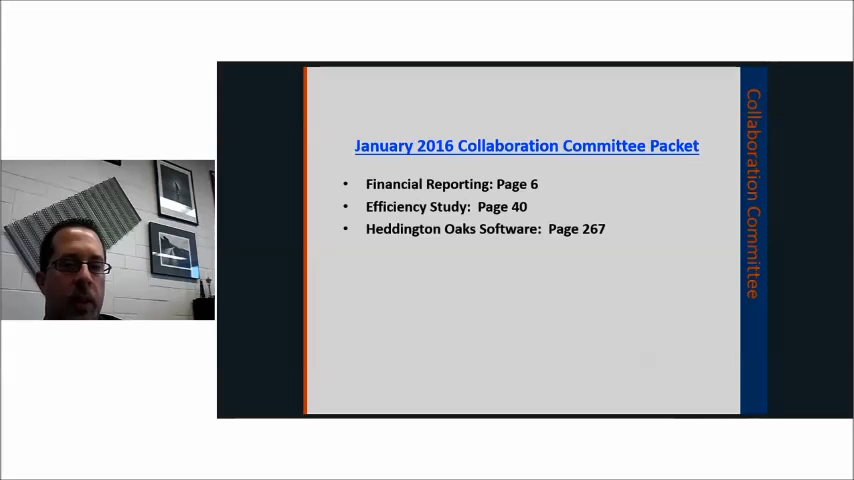 January 2016 Collaboration Committee Packet
• Financial Reporting: Page 6
• Efficiency Study:  Page 40
• Heddington Oaks Software:  Page 267
Collaboration Committee